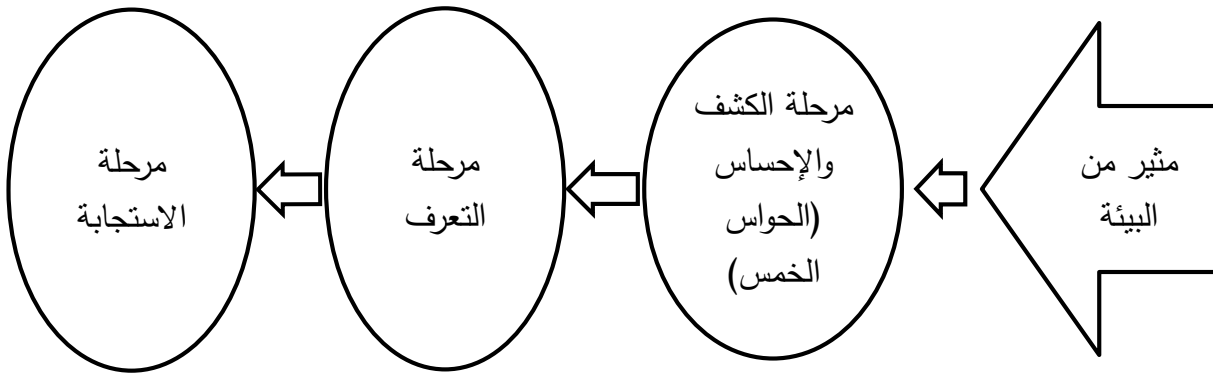 مثير من
البيئة
مرحلة الكشف
والإحساس
(الحواس
الخمس)
مرحلة
التعرف
مرحلة
الاستجابة